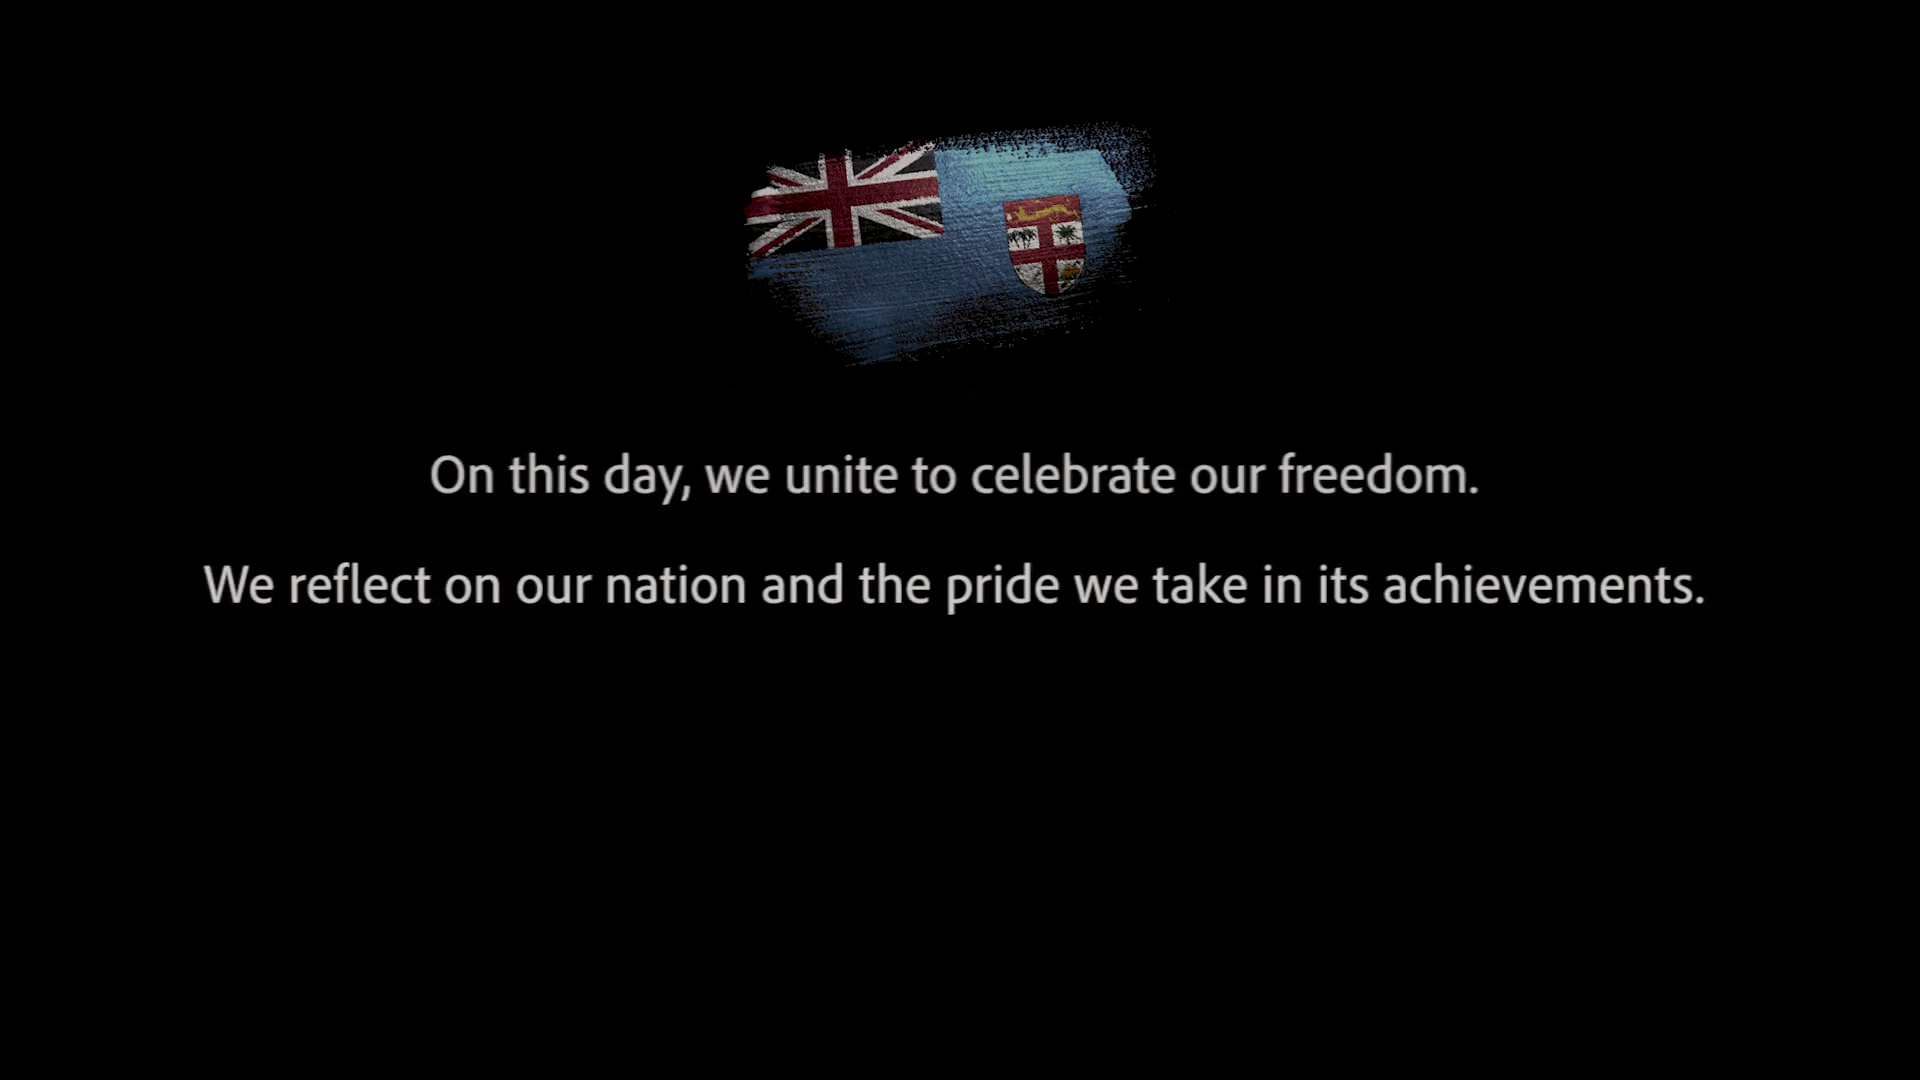 On this day, we unite to celebrate our freedom.
We reflect on our nation and the pride we take in its achievements.